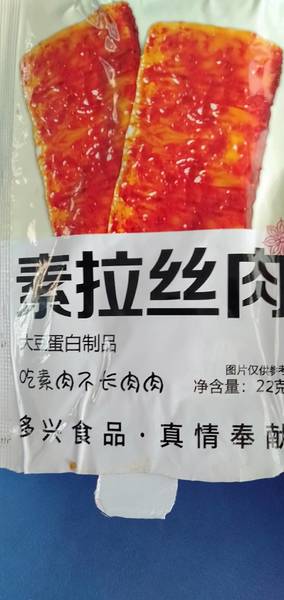 素拉丝肉
大豆蛋白制品
吃素肉不长肉肉
图片仅供参考
净含量：22克
多兴食品·真情奉献